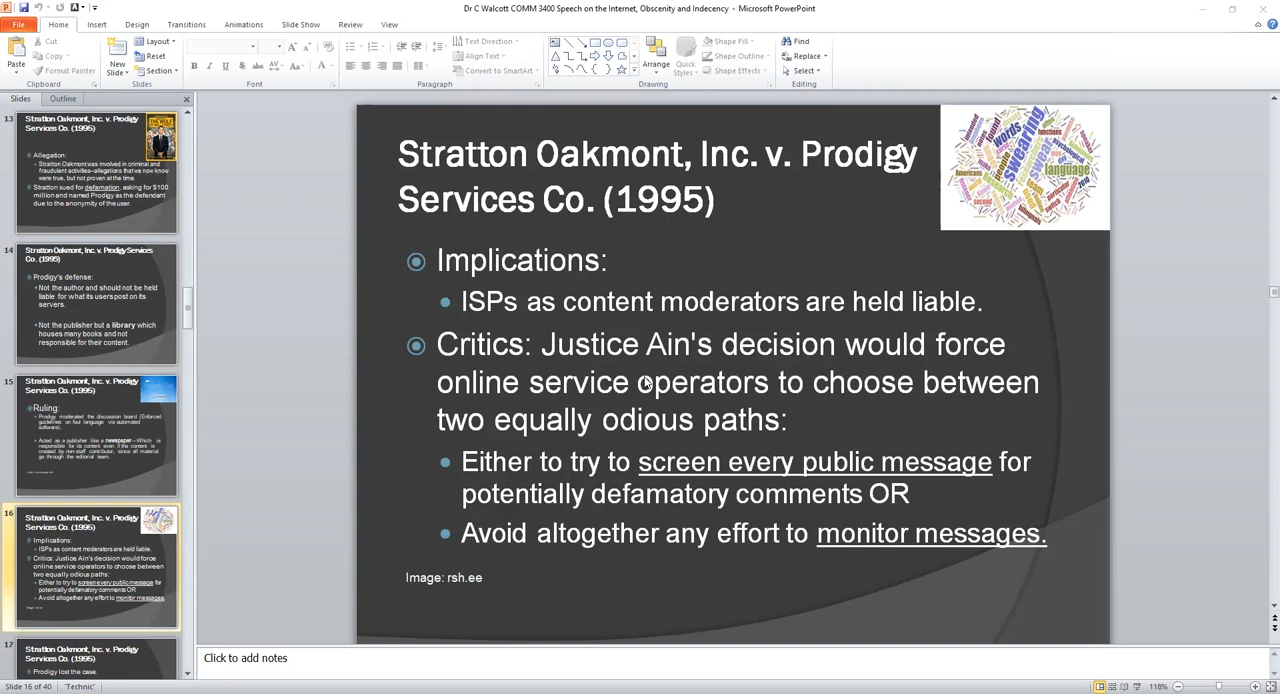 Dr C Walcott COMM 3400 Speech on the Internet, Obscenity and Indecency - Microsoft PowerPoint
File Home Insert Design Transitions Animations Slide Show Review View
Cut Copy Format Painter Paste
Clipboard
New Slide Layout Reset Section
Slides
Font
Text Direction Align Text Convert to SmartArt
Paragraph
Arrange Quick Styles Shape Fill Shape Outline Shape Effects
Drawing
Find Replace Select
Editing
Slides Outline
13
Stratton Oakmont, Inc. v. Prodigy
Services Co. (1995)
Allegation:
Stratton Oakmont was involved in criminal and
fraudulent activities--allegations that we now
know were true, but not proven at the time.
Stratton sued for defamation, asking for $100
million and named Prodigy as the defendant
due to the anonymity of the user.
14
Stratton Oakmont, Inc. v. Prodigy Services
Co. (1995)
Prodigy's defense:
Not the author and should not be held
liable for what its users post on its
servers.
Not the publisher but a library which
houses many books and not
responsible for their content.
15
Stratton Oakmont, Inc. v. Prodigy
Services Co. (1995)
Ruling:
Prodigy moderated the discussion board (Enforced
guidelines on foul language via automated
software).
Acted as a publisher like a newspaper--Which is
responsible for its content even if the content is
created by non-staff contributor, since all material
go through the editorial team.
16
Stratton Oakmont, Inc. v. Prodigy
Services Co. (1995)
Implications:
ISPs as content moderators are held liable.
Critics: Justice Ain's decision would force
online service operators to choose between
two equally odious paths:
Either to try to screen every public message for
potentially defamatory comments OR
Avoid altogether any effort to monitor messages.
17
Stratton Oakmont, Inc. v. Prodigy
Services Co. (1995)
Prodigy lost the case.
Stratton Oakmont, Inc. v. Prodigy
Services Co. (1995)
words
swearing
swear
language
people
found
Americans
functions
second
2010
Implications:
ISPs as content moderators are held liable.
Critics: Justice Ain's decision would force
online service operators to choose between
two equally odious paths:
Either to try to screen every public message for
potentially defamatory comments OR
Avoid altogether any effort to monitor messages.
Image: rsh.ee
Click to add notes
Slide 16 of 40 "Technic" 118%